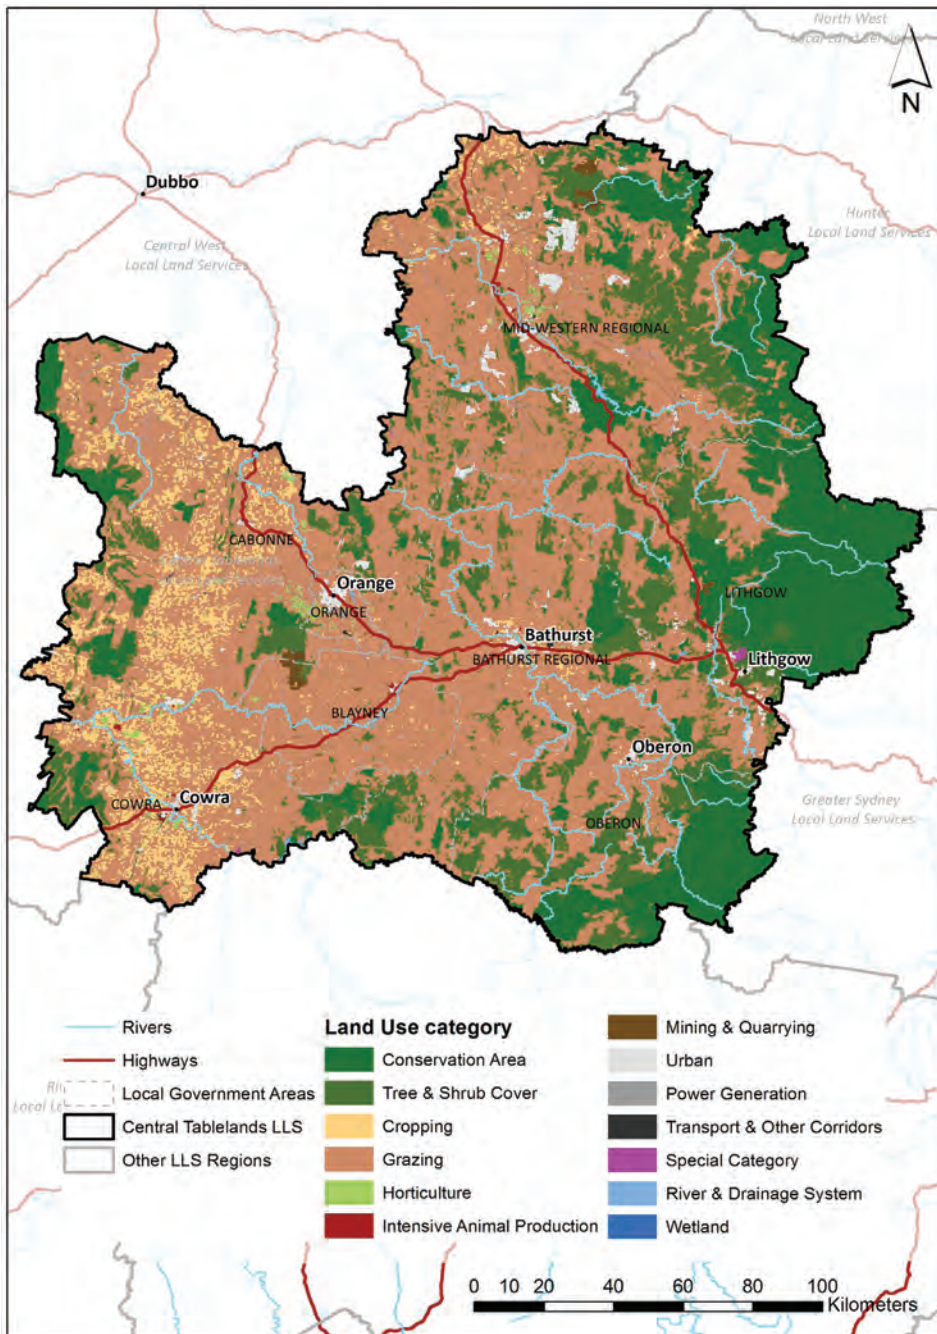 North West
Local Land Services
N
Dubbo
Hunter
Local Land Services
Central West
Local Land Services
MID-WESTERN REGIONAL
CABONNE
Orange
ORANGE
LITHGOW
Bathurst
BATHURST REGIONAL
Lithgow
BLAYNEY
Oberon
COWRA
Cowra
OBERON
Greater Sydney
Local Land Services
Rivers
Highways
Local Government Areas
Central Tablelands LLS
Other LLS Regions
Land Use category
Conservation Area
Tree & Shrub Cover
Cropping
Grazing
Horticulture
Intensive Animal Production
Mining & Quarrying
Urban
Power Generation
Transport & Other Corridors
Special Category
River & Drainage System
Wetland
0 10 20 40 60 80 100
Kilometers